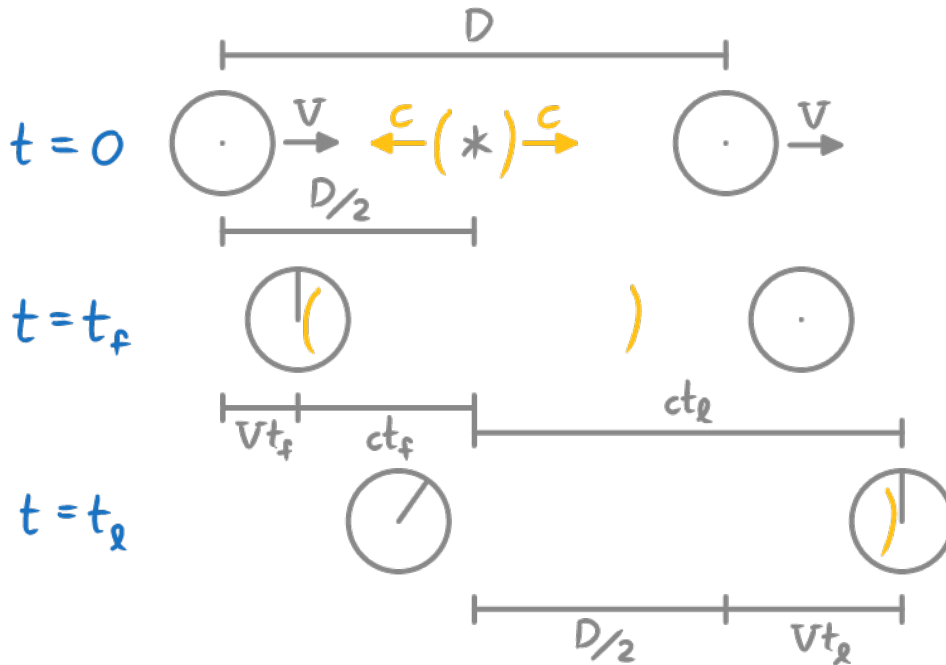 D
t = 0
V
c
( * )
c
V
D/2
t = t_f
Vt_f
ct_f
ct_ℓ
t = t_ℓ
D/2
Vt_ℓ